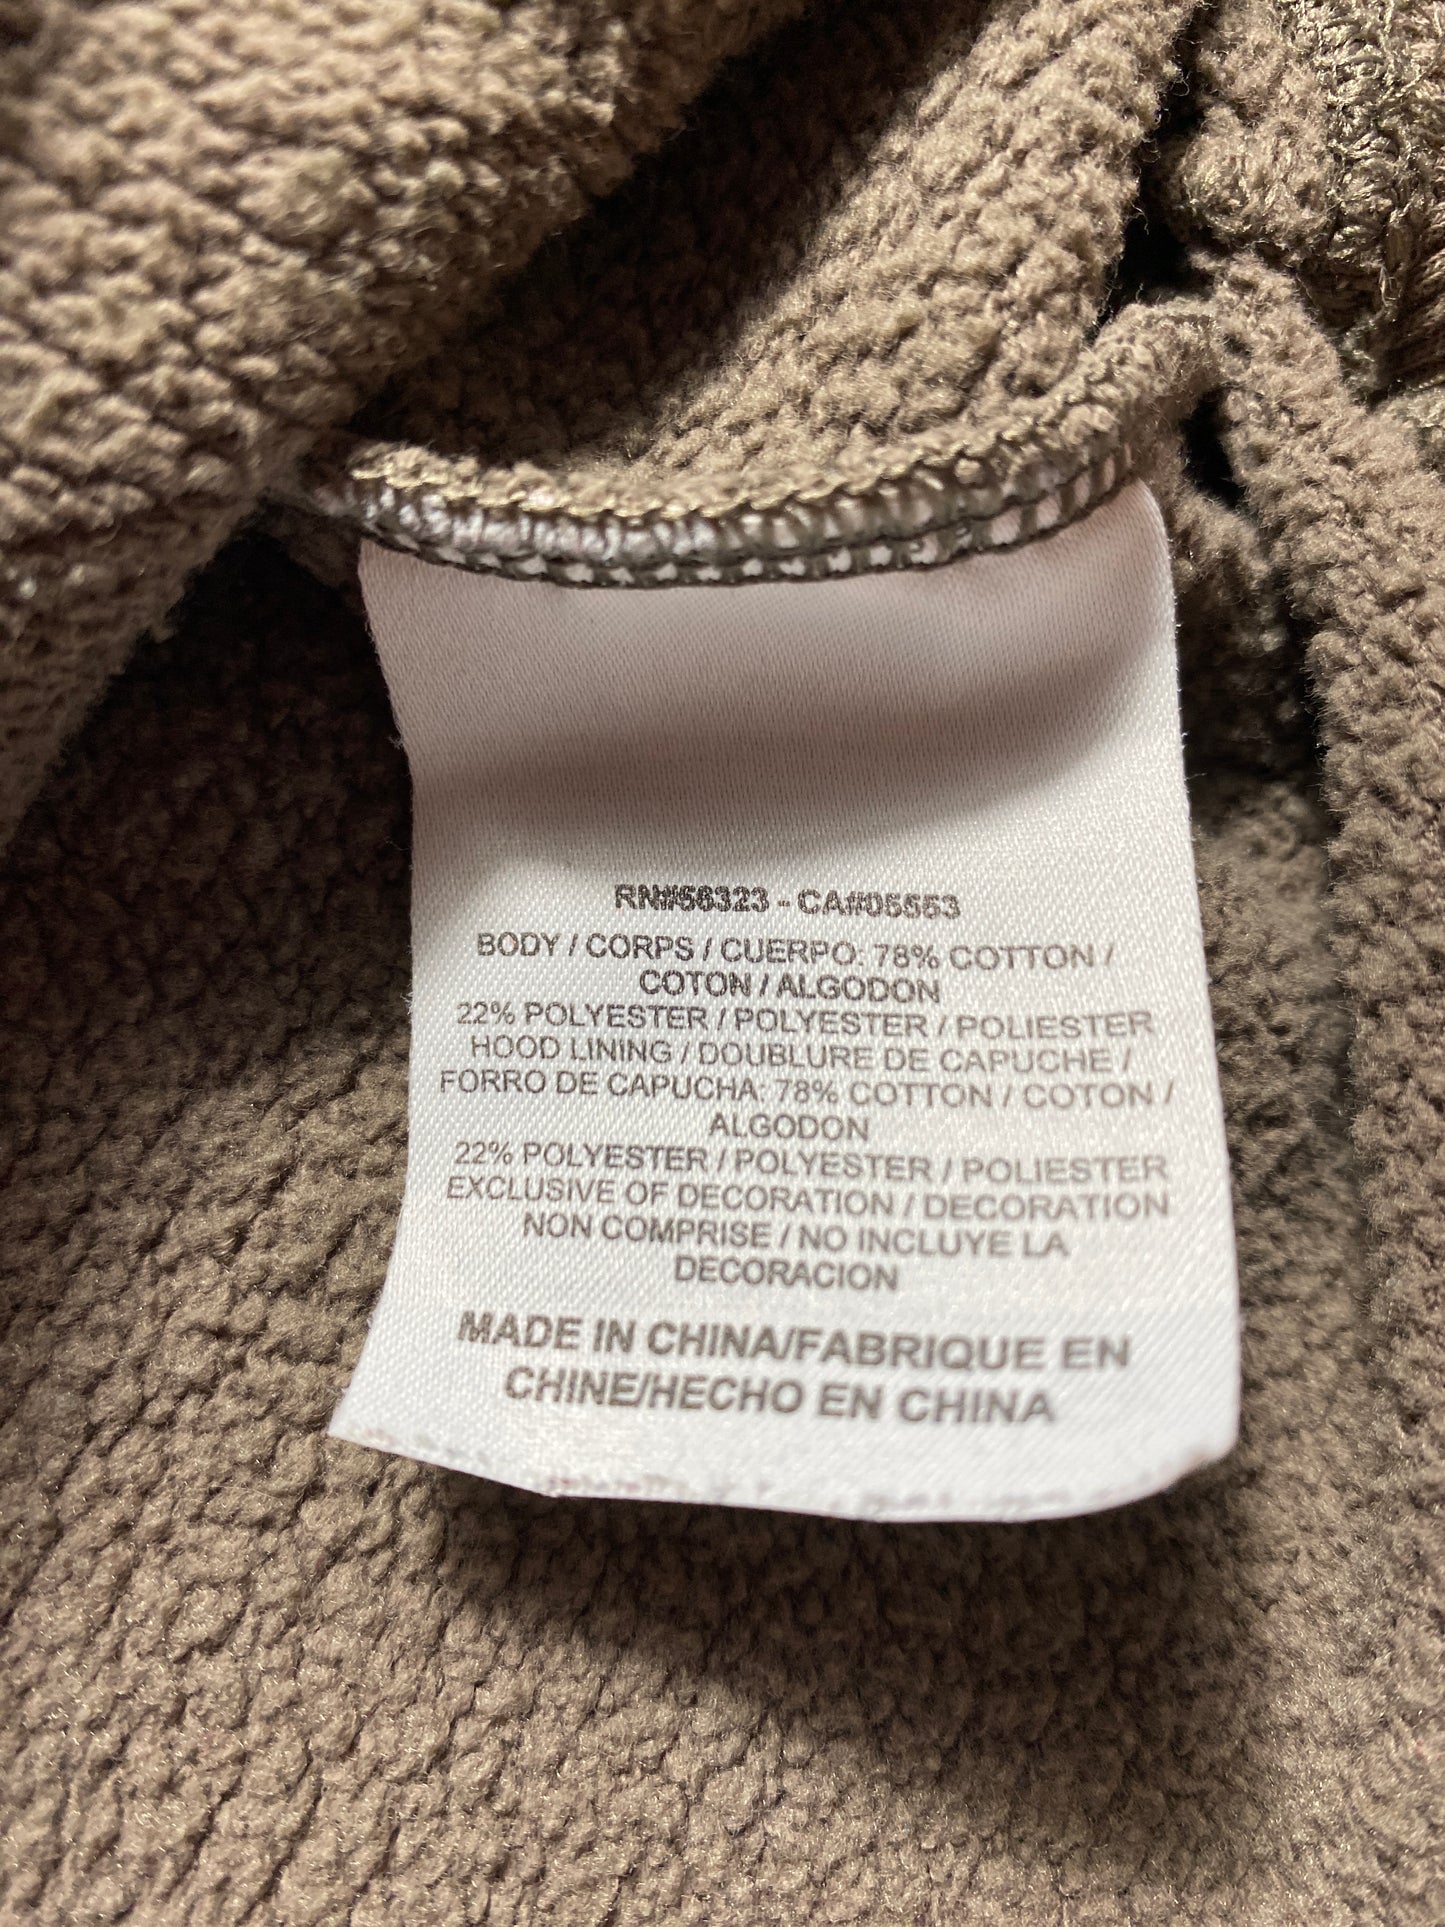 RN#56323 - CA#05553
BODY / CORPS / CUERPO: 78% COTTON /
COTON / ALGODON
22% POLYESTER / POLYESTER / POLIESTER
HOOD LINING / DOUBLURE DE CAPUCHE /
FORRO DE CAPUCHA: 78% COTTON / COTON /
ALGODON
22% POLYESTER / POLYESTER / POLIESTER
EXCLUSIVE OF DECORATION / DECORATION
NON COMPRISE / NO INCLUYE LA
DECORACION
MADE IN CHINA/FABRIQUE EN
CHINE/HECHO EN CHINA